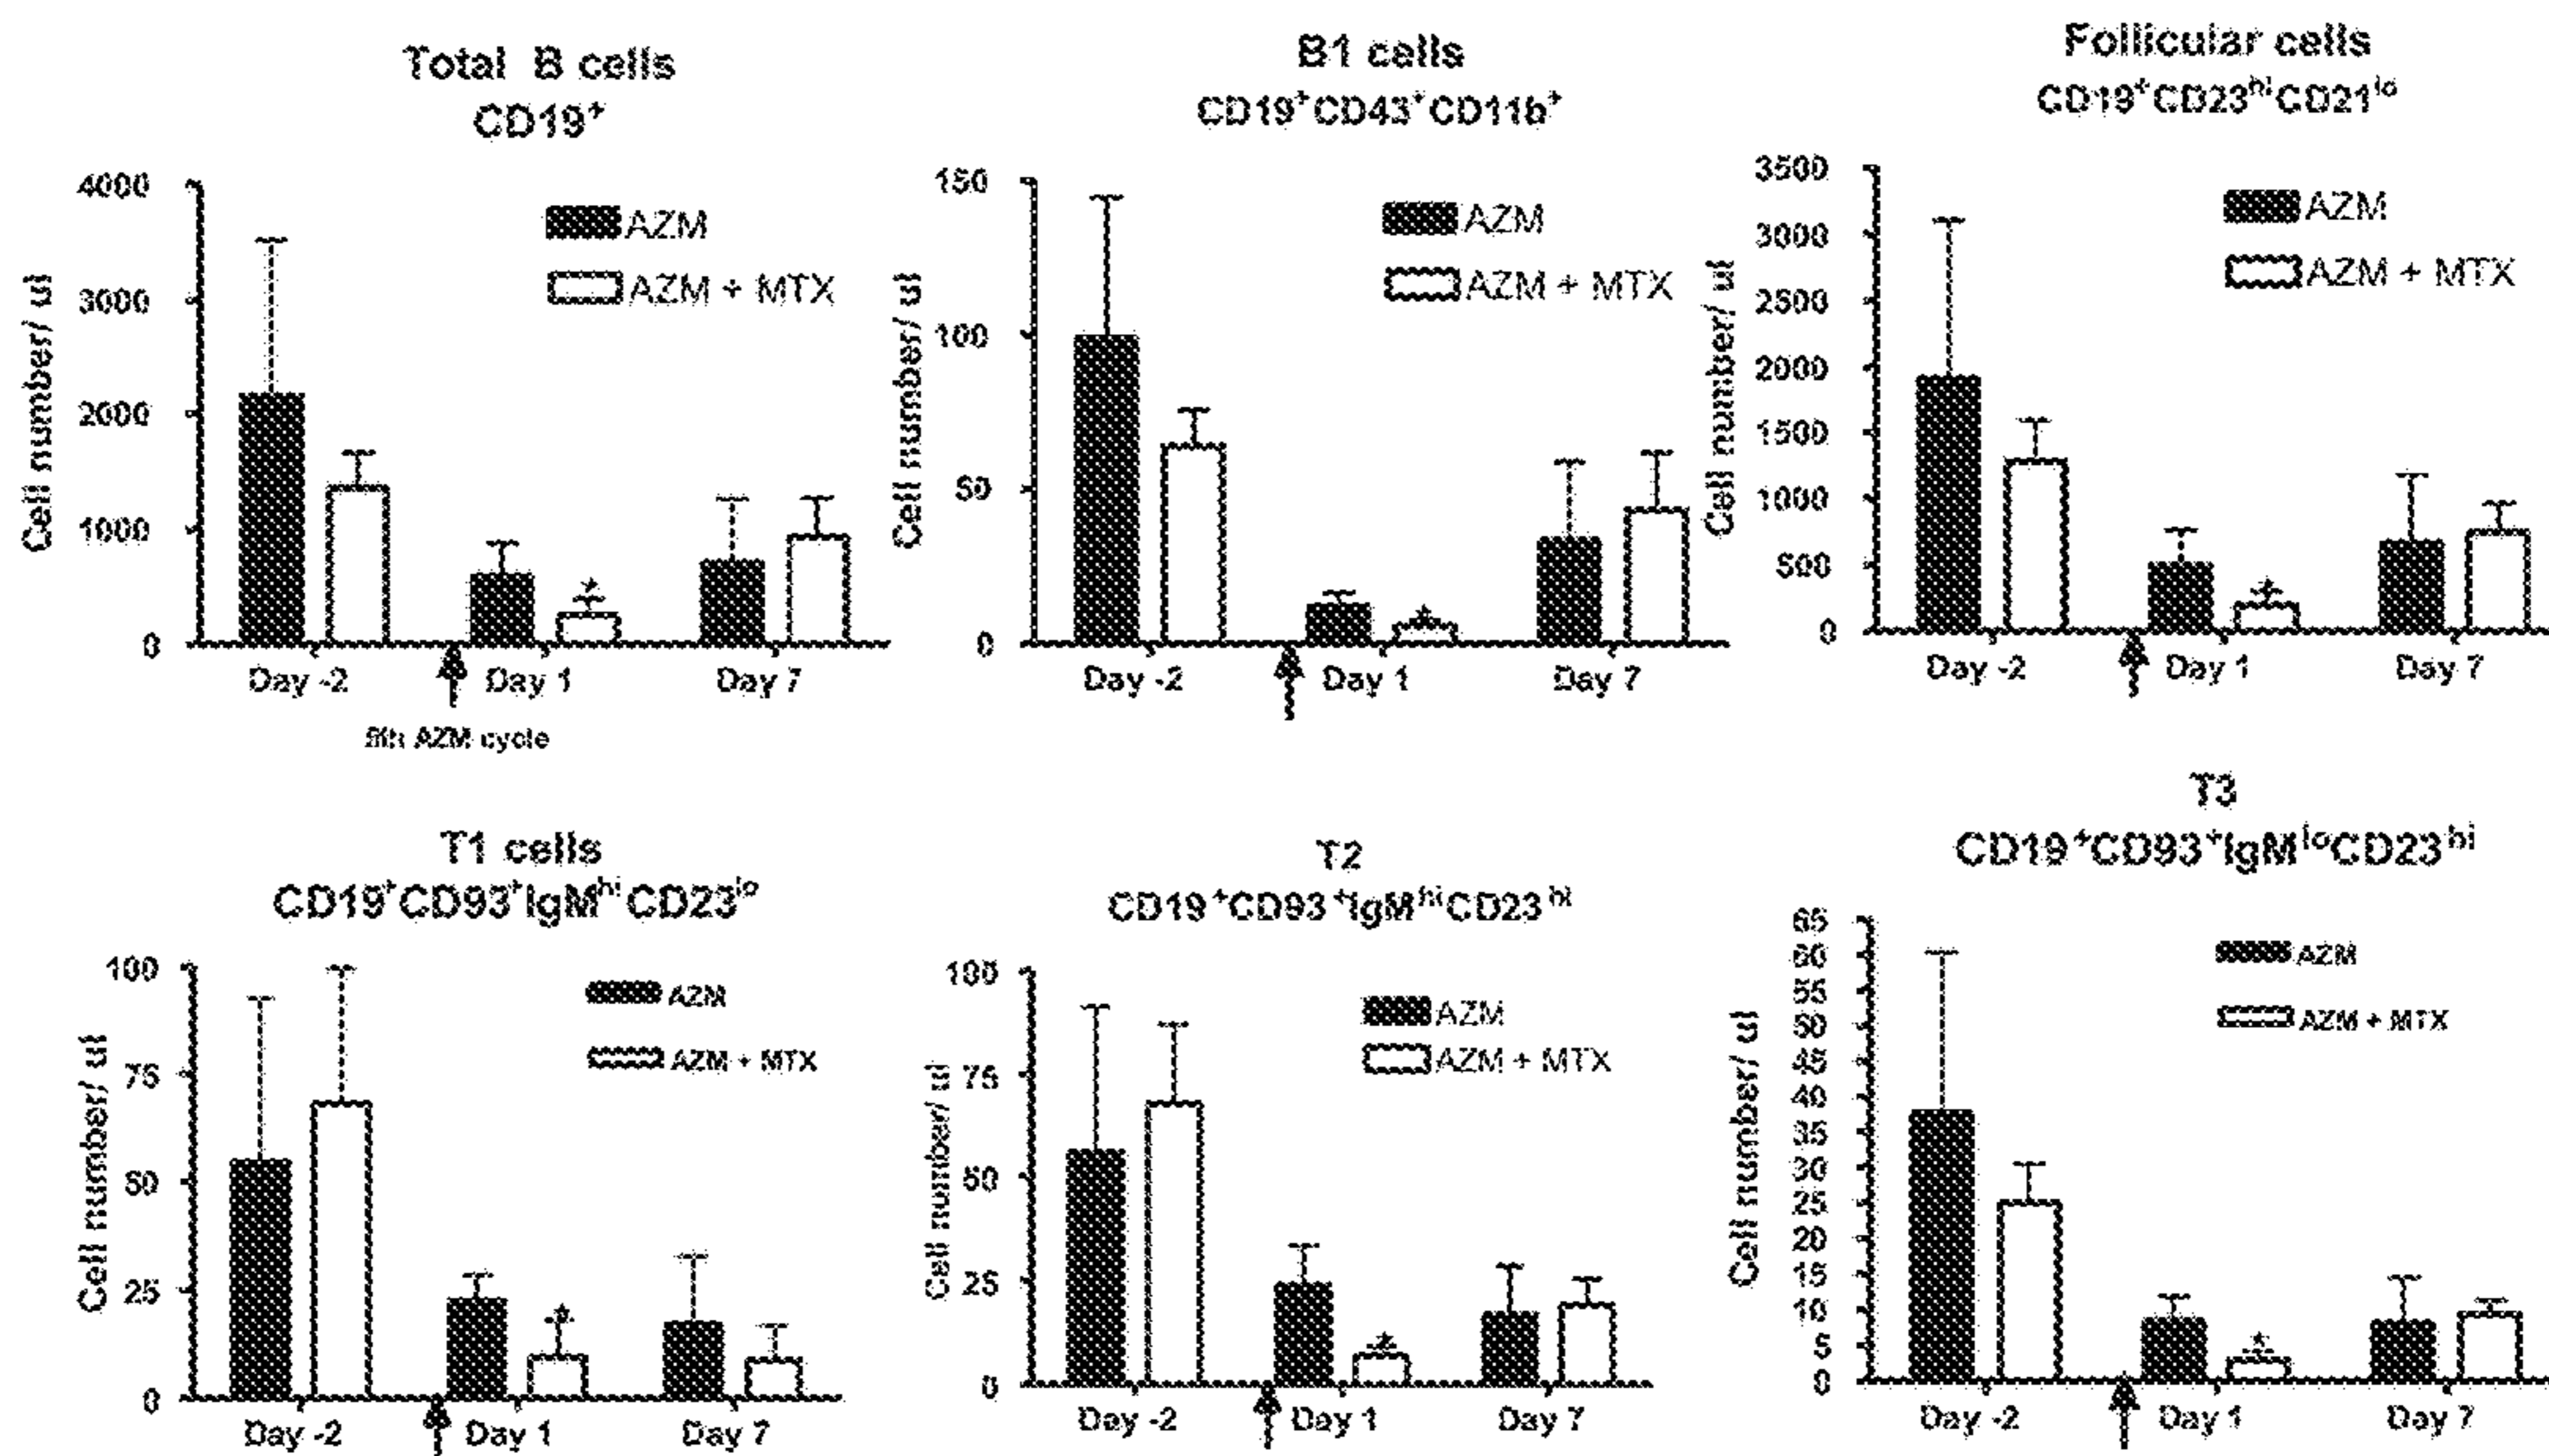 Total B cells
CD19+
4000
3000
2000
1000
0
Cell number/ ul
AZM
AZM + MTX
Day -2
Day 1
Day 7
5th AZM cycle
B1 cells
CD19+CD43+CD11b+
150
100
50
0
Cell number/ ul
AZM
AZM + MTX
Day -2
Day 1
Day 7
Follicular cells
CD19+CD23hiCD21lo
3500
3000
2500
2000
1500
1000
500
0
Cell number/ ul
AZM
AZM + MTX
Day -2
Day 1
Day 7
T1 cells
CD19+CD93+IgMhiCD23lo
100
75
50
25
0
Cell number/ ul
AZM
AZM + MTX
*
Day -2
Day 1
Day 7
T2
CD19+CD93+IgMhiCD23hi
100
75
50
25
0
Cell number/ ul
AZM
AZM + MTX
*
Day -2
Day 1
Day 7
T3
CD19+CD93+IgMloCD23hi
65
60
55
50
45
40
35
30
25
20
15
10
5
0
Cell number/ ul
AZM
AZM + MTX
*
Day -2
Day 1
Day 7